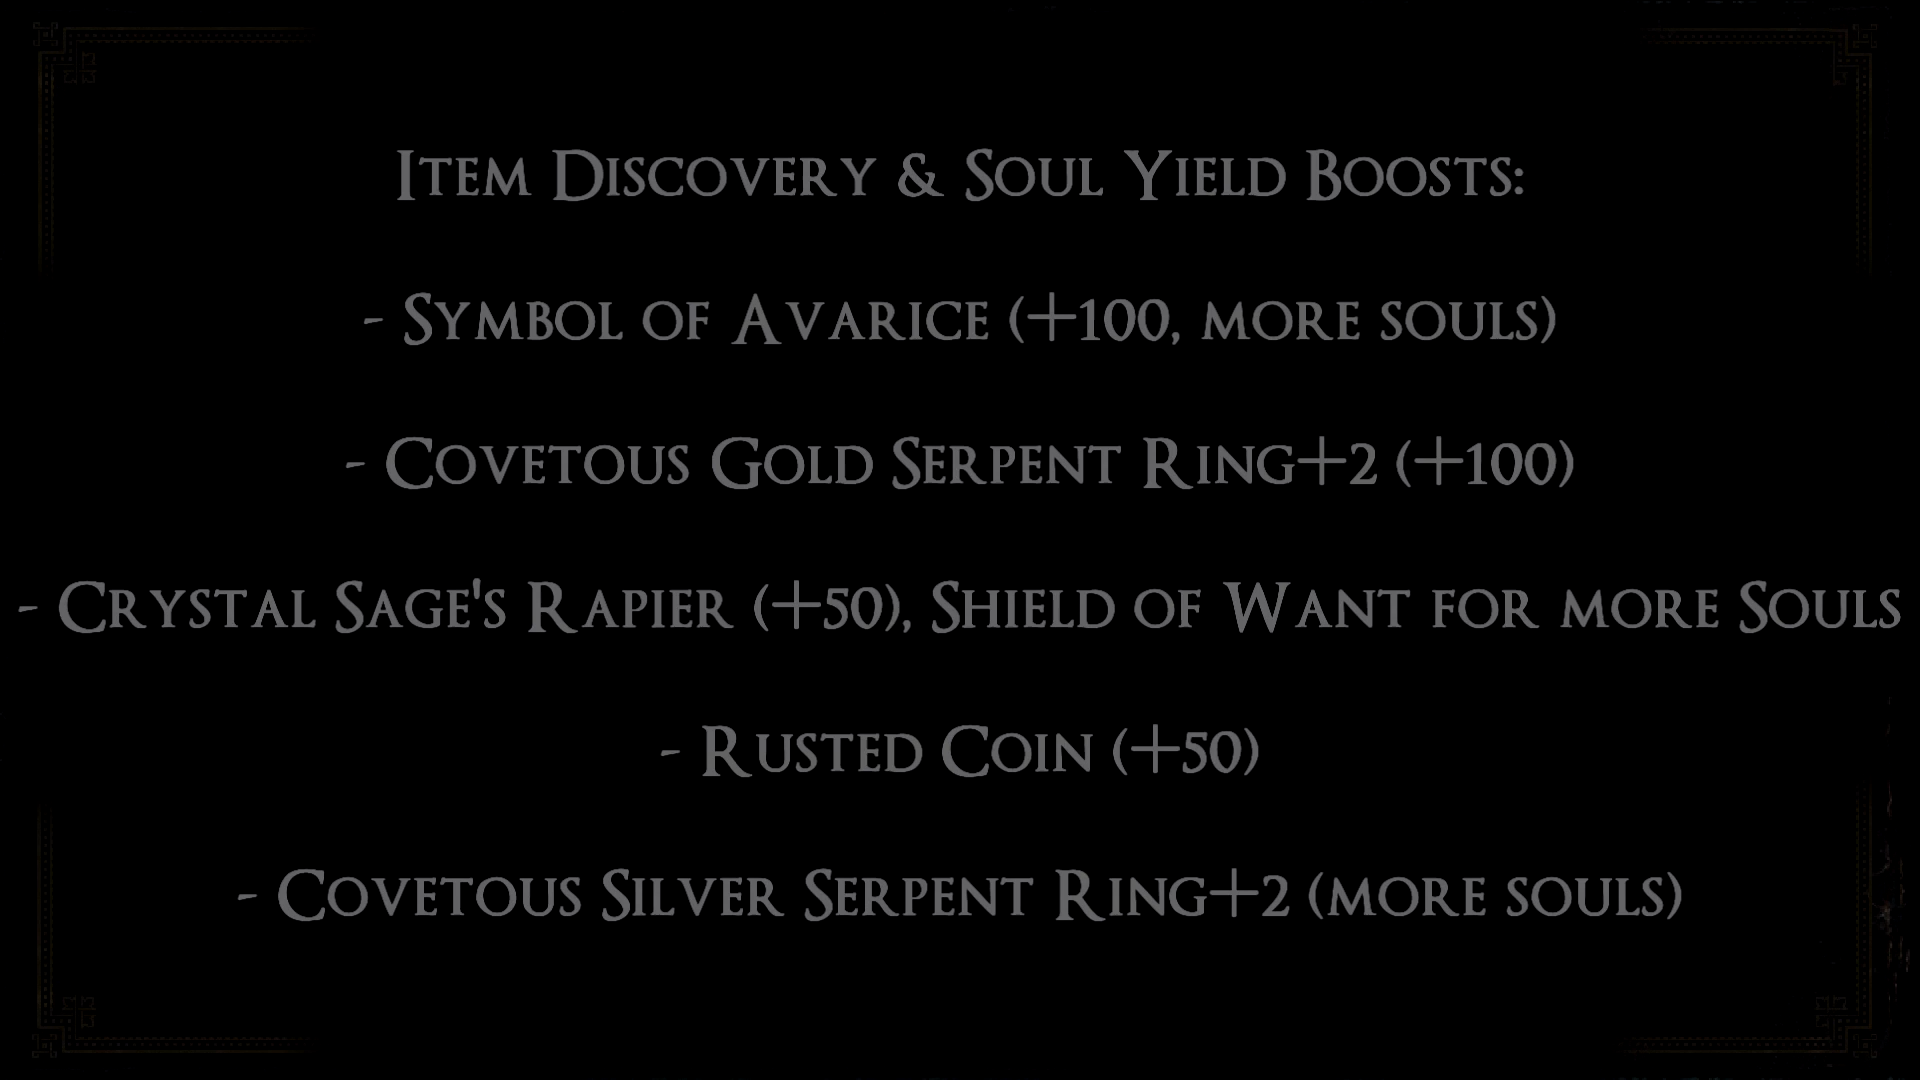 Item Discovery & Soul Yield Boosts:
- Symbol of Avarice (+100, more souls)
- Covetous Gold Serpent Ring+2 (+100)
- Crystal Sage's Rapier (+50), Shield of Want for more Souls
- Rusted Coin (+50)
- Covetous Silver Serpent Ring+2 (more souls)